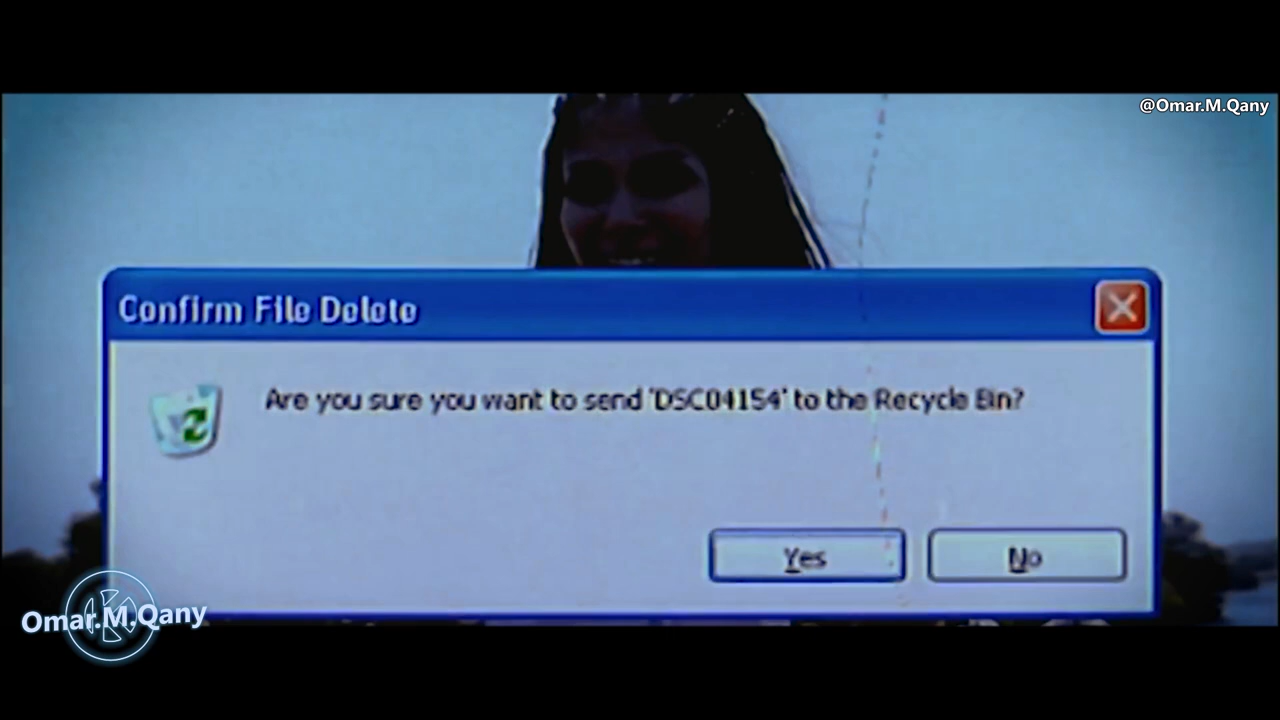 @Omar.M.Qany
Confirm File Delete
Are you sure you want to send 'DSC04154' to the Recycle Bin?
Yes
No
Omar.M.Qany